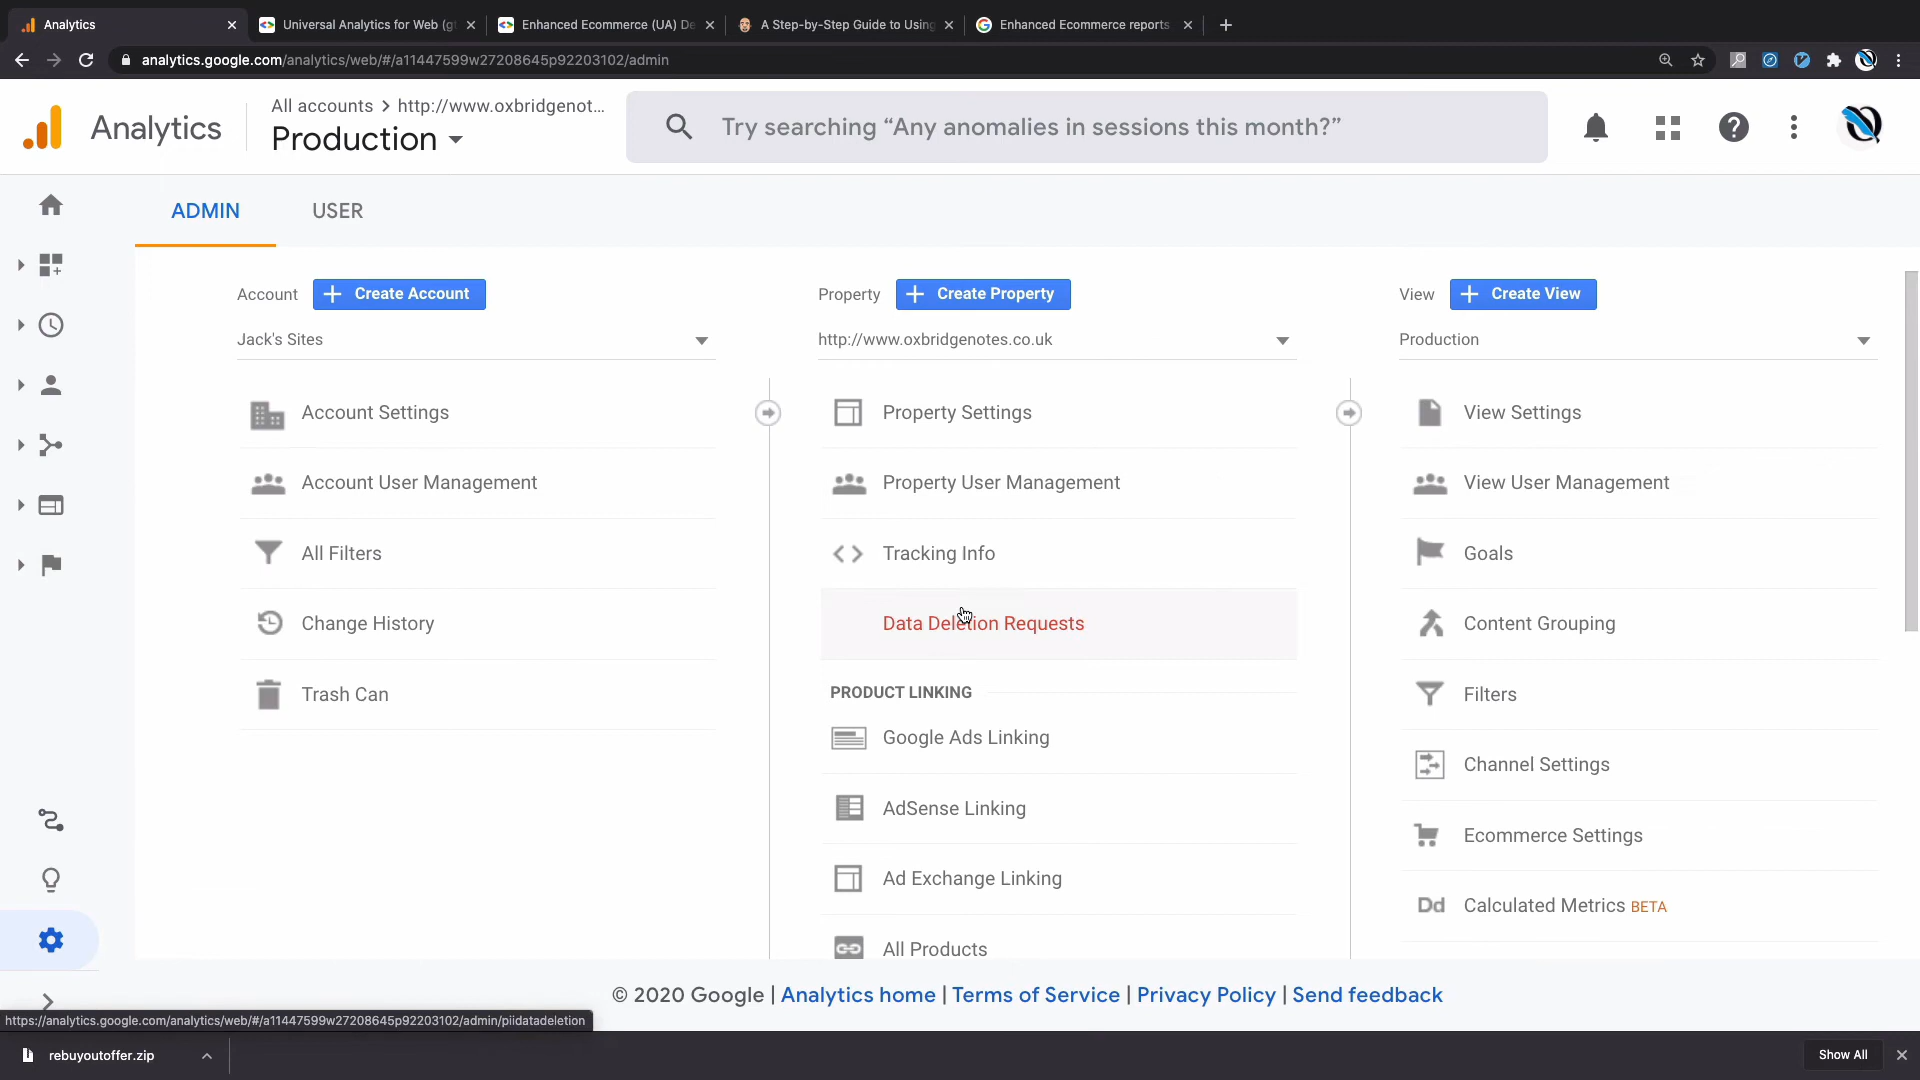 Analytics
Universal Analytics for Web (gt
Enhanced Ecommerce (UA) De
A Step-by-Step Guide to Using
Enhanced Ecommerce reports
analytics.google.com/analytics/web/#/a11447599w27208645p92203102/admin
Analytics
All accounts > http://www.oxbridgenot...
Production
Try searching “Any anomalies in sessions this month?”
ADMIN
USER
Account
+ Create Account
Property
+ Create Property
View
+ Create View
Jack's Sites
http://www.oxbridgenotes.co.uk
Production
Account Settings
Property Settings
View Settings
Account User Management
Property User Management
View User Management
All Filters
Tracking Info
Goals
Change History
Data Deletion Requests
Content Grouping
Trash Can
PRODUCT LINKING
Filters
Google Ads Linking
Channel Settings
AdSense Linking
Ecommerce Settings
Ad Exchange Linking
Dd Calculated Metrics BETA
All Products
© 2020 Google | Analytics home | Terms of Service | Privacy Policy | Send feedback
https://analytics.google.com/analytics/web/#/a11447599w27208645p92203102/admin/piidatadeletion
rebuyoutoffer.zip
Show All